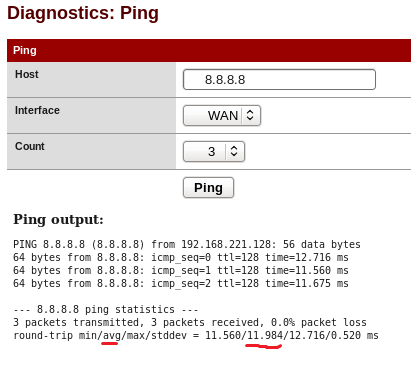 Diagnostics: Ping
Ping
Host 8.8.8.8
Interface WAN
Count 3
Ping
Ping output:
PING 8.8.8.8 (8.8.8.8) from 192.168.221.128: 56 data bytes
64 bytes from 8.8.8.8: icmp_seq=0 ttl=128 time=12.716 ms
64 bytes from 8.8.8.8: icmp_seq=1 ttl=128 time=11.560 ms
64 bytes from 8.8.8.8: icmp_seq=2 ttl=128 time=11.675 ms
--- 8.8.8.8 ping statistics ---
3 packets transmitted, 3 packets received, 0.0% packet loss
round-trip min/avg/max/stddev = 11.560/11.984/12.716/0.520 ms